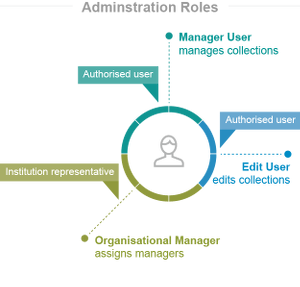 Adminstration Roles
Manager User
manages collections
Authorised user
Authorised user
Institution representative
Edit User
edits collections
Organisational Manager
assigns managers